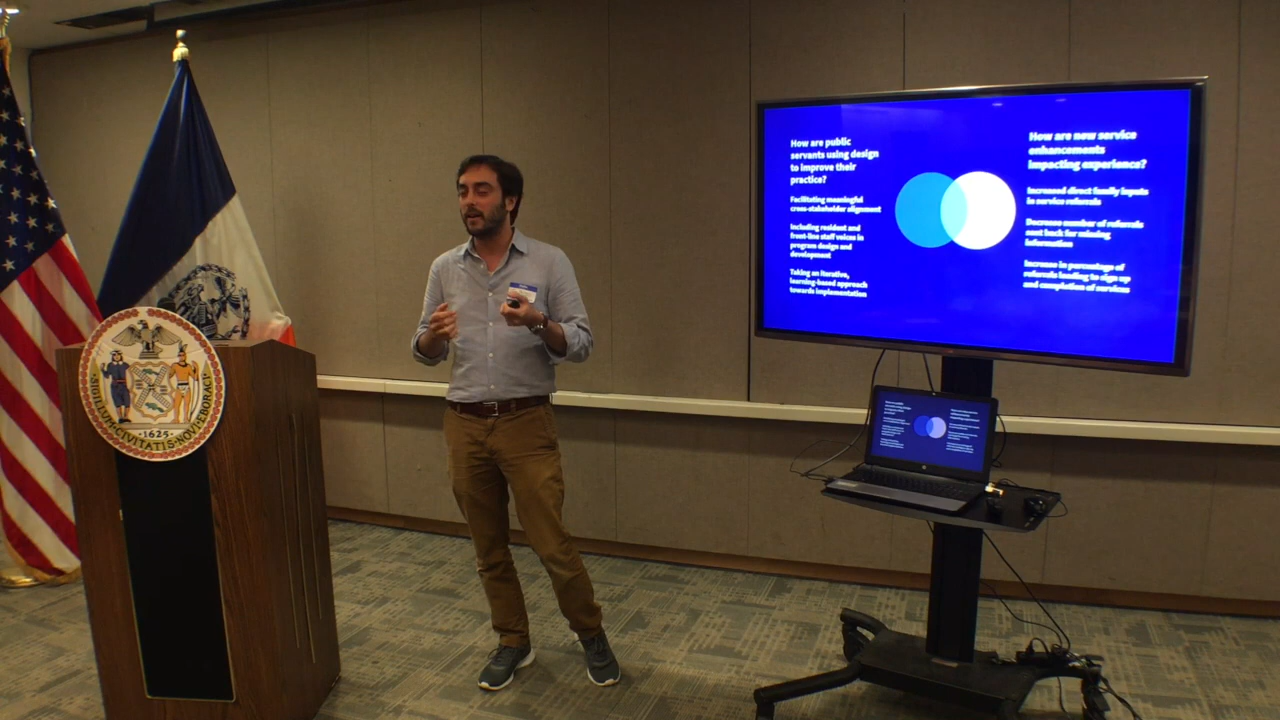 How are public
servants using design
to improve their
practice?
Facilitating meaningful
cross-stakeholder alignment
Including resident and
front-line staff voices in
program design and
development
Taking an iterative,
learning-based approach
towards implementation
How are new service
enhancements
impacting experience?
Increased direct family inputs
in service referrals
Decrease number of referrals
sent back for missing
information
Increase in percentage of
referrals leading to sign up
and completion of services
SIGILLUM·CIVITATIS·NOVI·EBORACI
·1625·